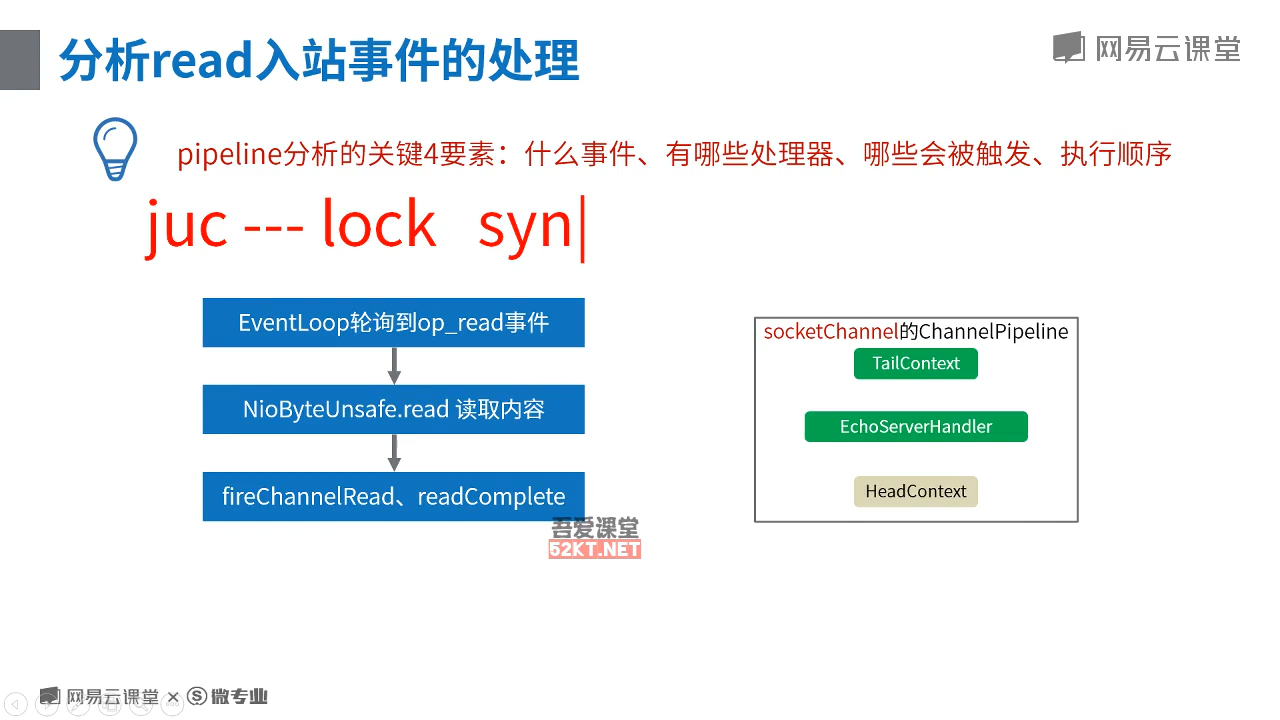 分析read入站事件的处理
网易云课堂
pipeline分析的关键4要素：什么事件、有哪些处理器、哪些会被触发、执行顺序
juc --- lock syn
EventLoop轮询到op_read事件
NioByteUnsafe.read 读取内容
fireChannelRead、readComplete
socketChannel的ChannelPipeline
TailContext
EchoServerHandler
HeadContext
吾爱课堂
52KT.NET
网易云课堂 × S 微专业